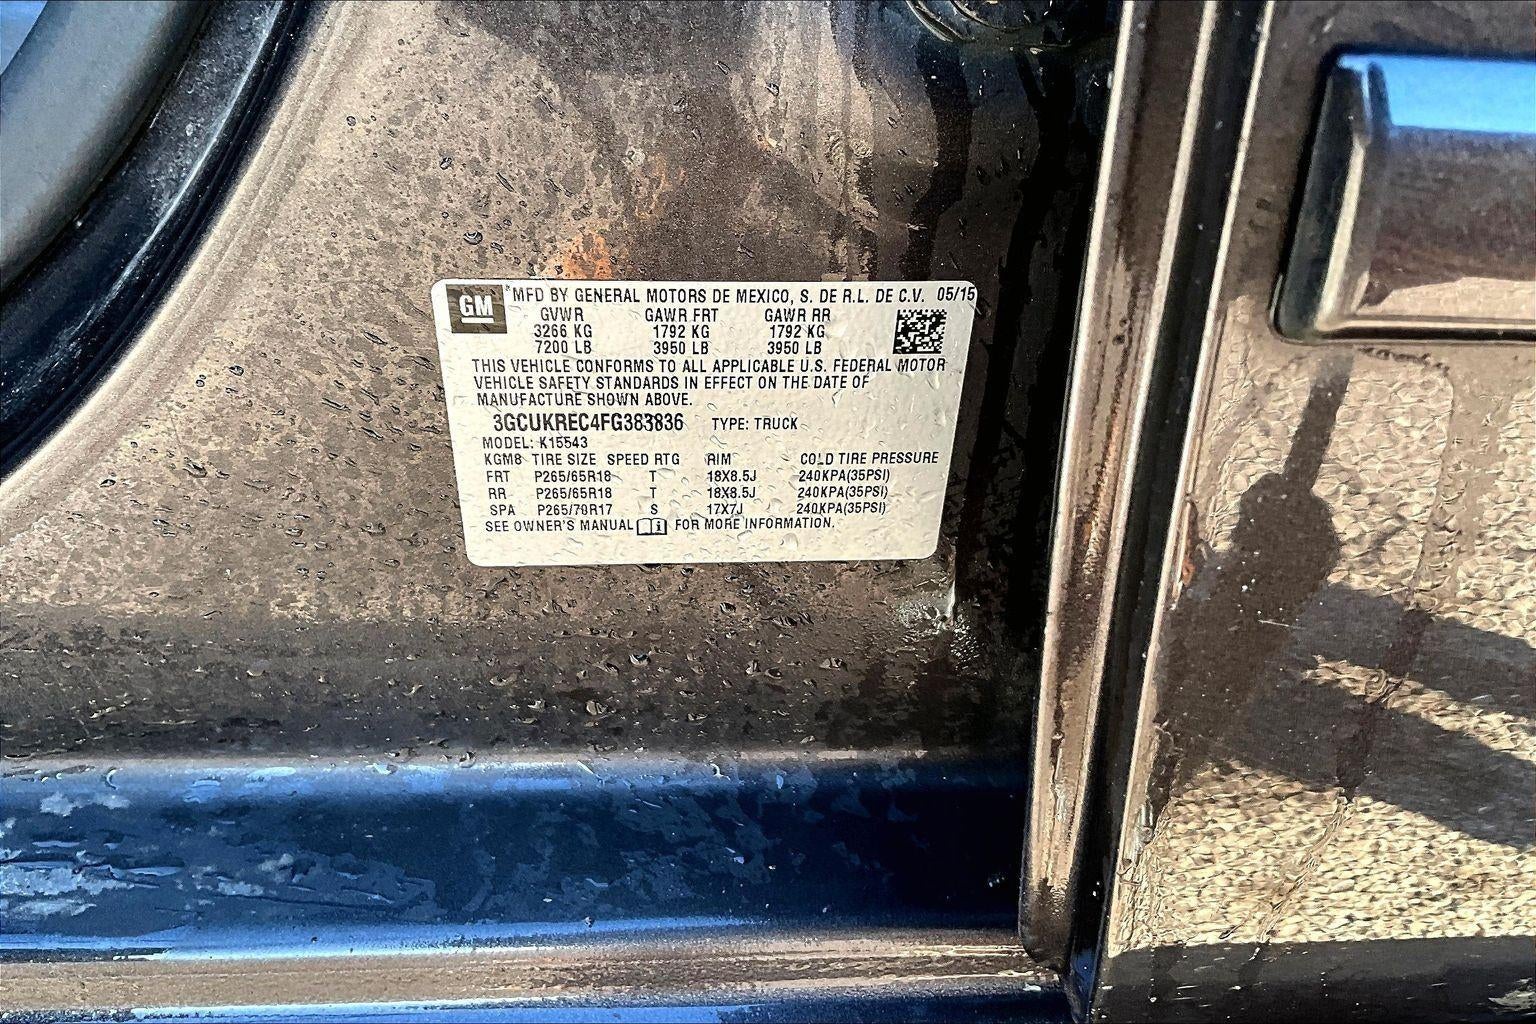 GM MFD BY GENERAL MOTORS DE MEXICO, S. DE R.L. DE C.V. 05/15
GVWR GAWR FRT GAWR RR
3266 KG 1792 KG 1792 KG
7200 LB 3950 LB 3950 LB
THIS VEHICLE CONFORMS TO ALL APPLICABLE U.S. FEDERAL MOTOR
VEHICLE SAFETY STANDARDS IN EFFECT ON THE DATE OF
MANUFACTURE SHOWN ABOVE.
3GCUKREC4FG383836 TYPE: TRUCK
MODEL: K15543
KGM8 TIRE SIZE SPEED RTG RIM COLD TIRE PRESSURE
FRT P265/65R18 T 18X8.5J 240KPA(35PSI)
RR P265/65R18 T 18X8.5J 240KPA(35PSI)
SPA P265/70R17 S 17X7J 240KPA(35PSI)
SEE OWNER'S MANUAL FOR MORE INFORMATION.